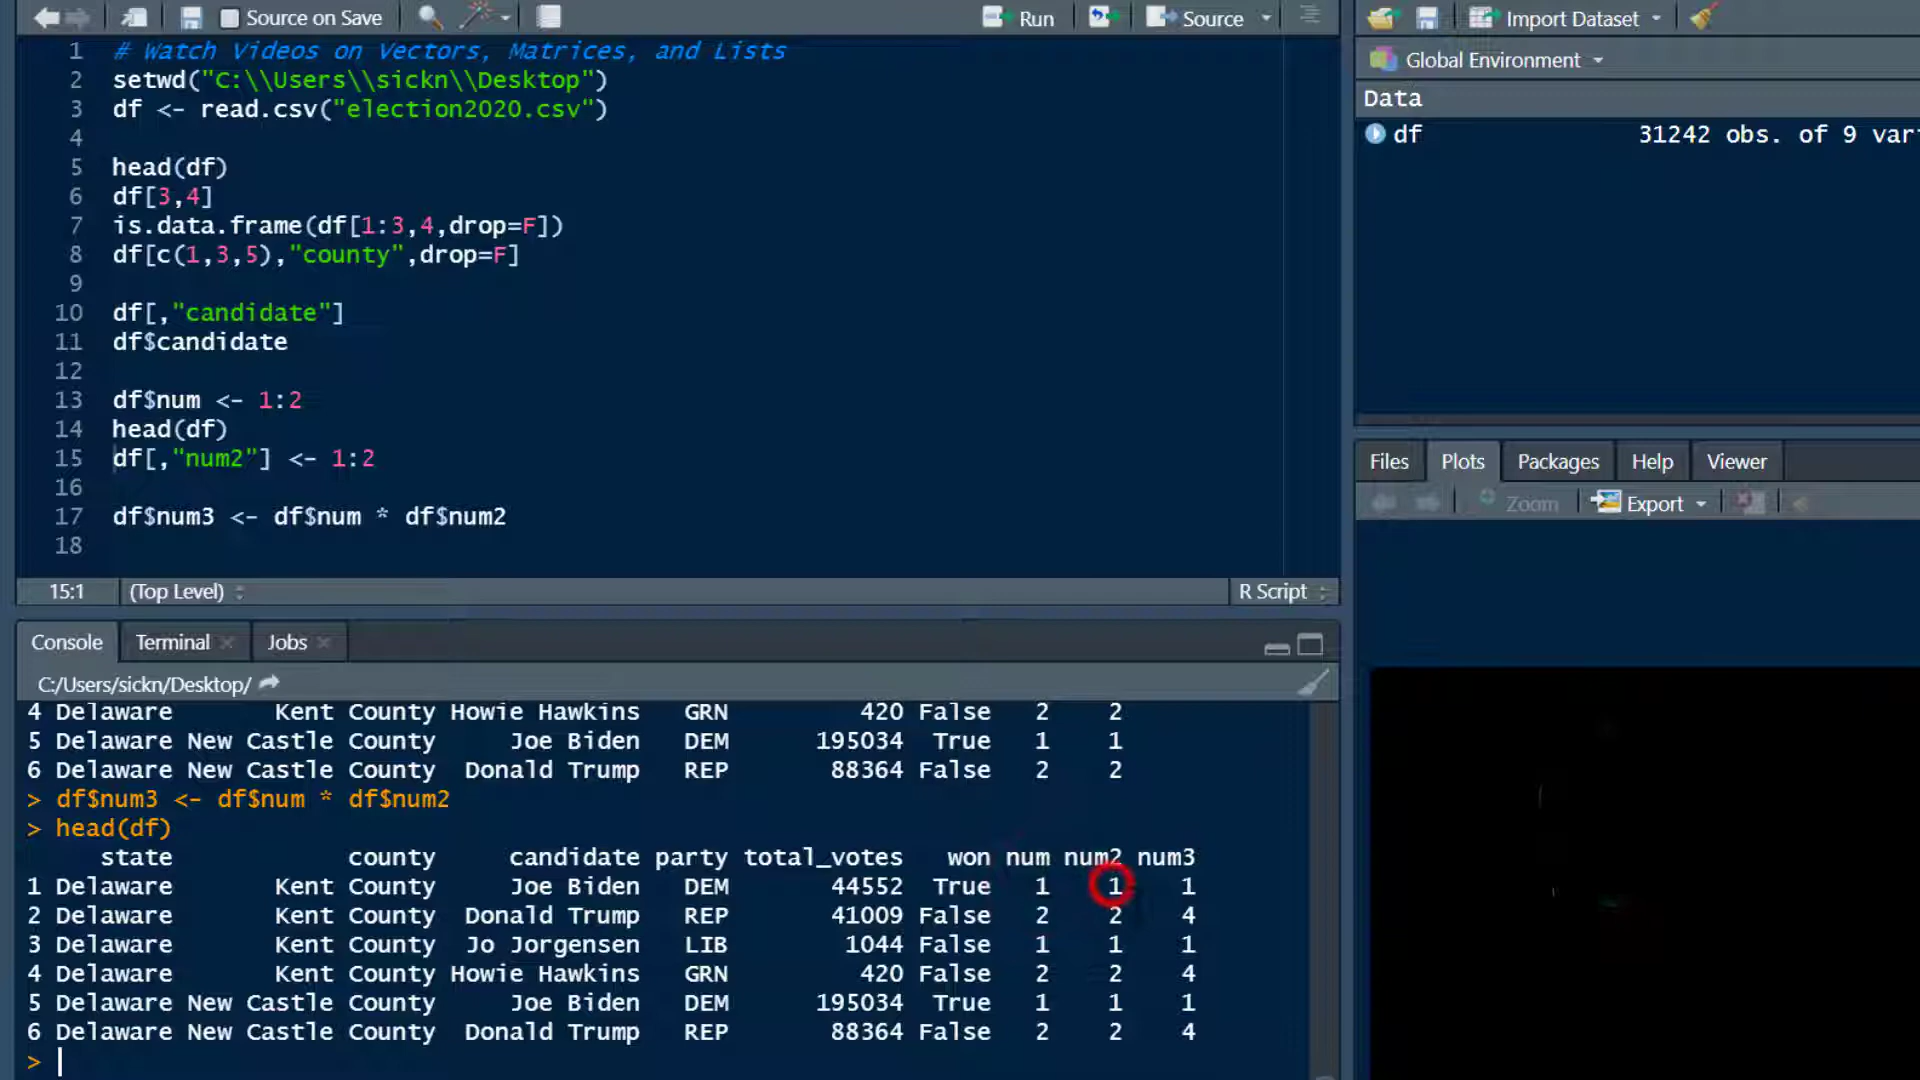 Source on Save
Run
Source
1 # Watch Videos on Vectors, Matrices, and Lists
2 setwd("C:\\Users\\sickn\\Desktop")
3 df <- read.csv("election2020.csv")
4
5 head(df)
6 df[3,4]
7 is.data.frame(df[1:3,4,drop=F])
8 df[c(1,3,5),"county",drop=F]
9
10 df[,"candidate"]
11 df$candidate
12
13 df$num <- 1:2
14 head(df)
15 df[,"num2"] <- 1:2
16
17 df$num3 <- df$num * df$num2
18
15:1 (Top Level) R Script
Console Terminal Jobs
C:/Users/sickn/Desktop/
4 Delaware Kent County Howie Hawkins GRN 420 False 2 2
5 Delaware New Castle County Joe Biden DEM 195034 True 1 1
6 Delaware New Castle County Donald Trump REP 88364 False 2 2
> df$num3 <- df$num * df$num2
> head(df)
state county candidate party total_votes won num num2 num3
1 Delaware Kent County Joe Biden DEM 44552 True 1 1 1
2 Delaware Kent County Donald Trump REP 41009 False 2 2 4
3 Delaware Kent County Jo Jorgensen LIB 1044 False 1 1 1
4 Delaware Kent County Howie Hawkins GRN 420 False 2 2 4
5 Delaware New Castle County Joe Biden DEM 195034 True 1 1 1
6 Delaware New Castle County Donald Trump REP 88364 False 2 2 4
>
Import Dataset
Global Environment
Data
df 31242 obs. of 9 var
Files Plots Packages Help Viewer
Zoom Export